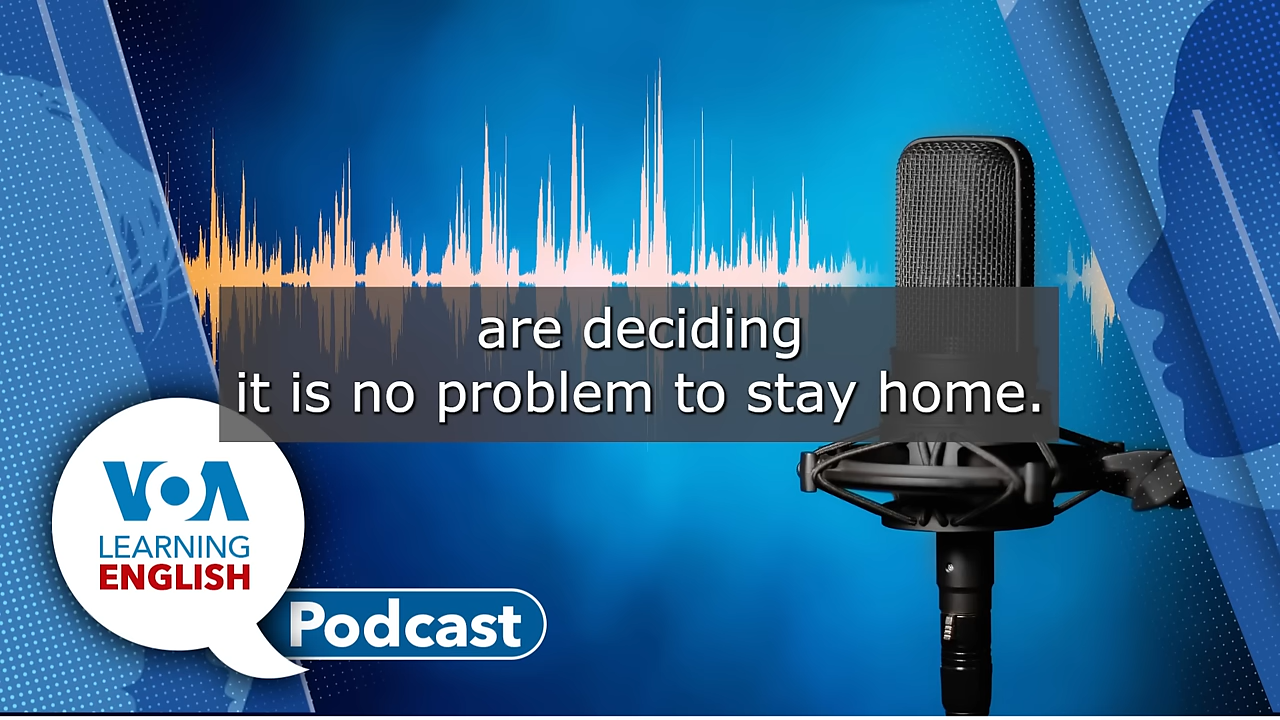 are deciding
it is no problem to stay home.
VOA
LEARNING
ENGLISH
Podcast